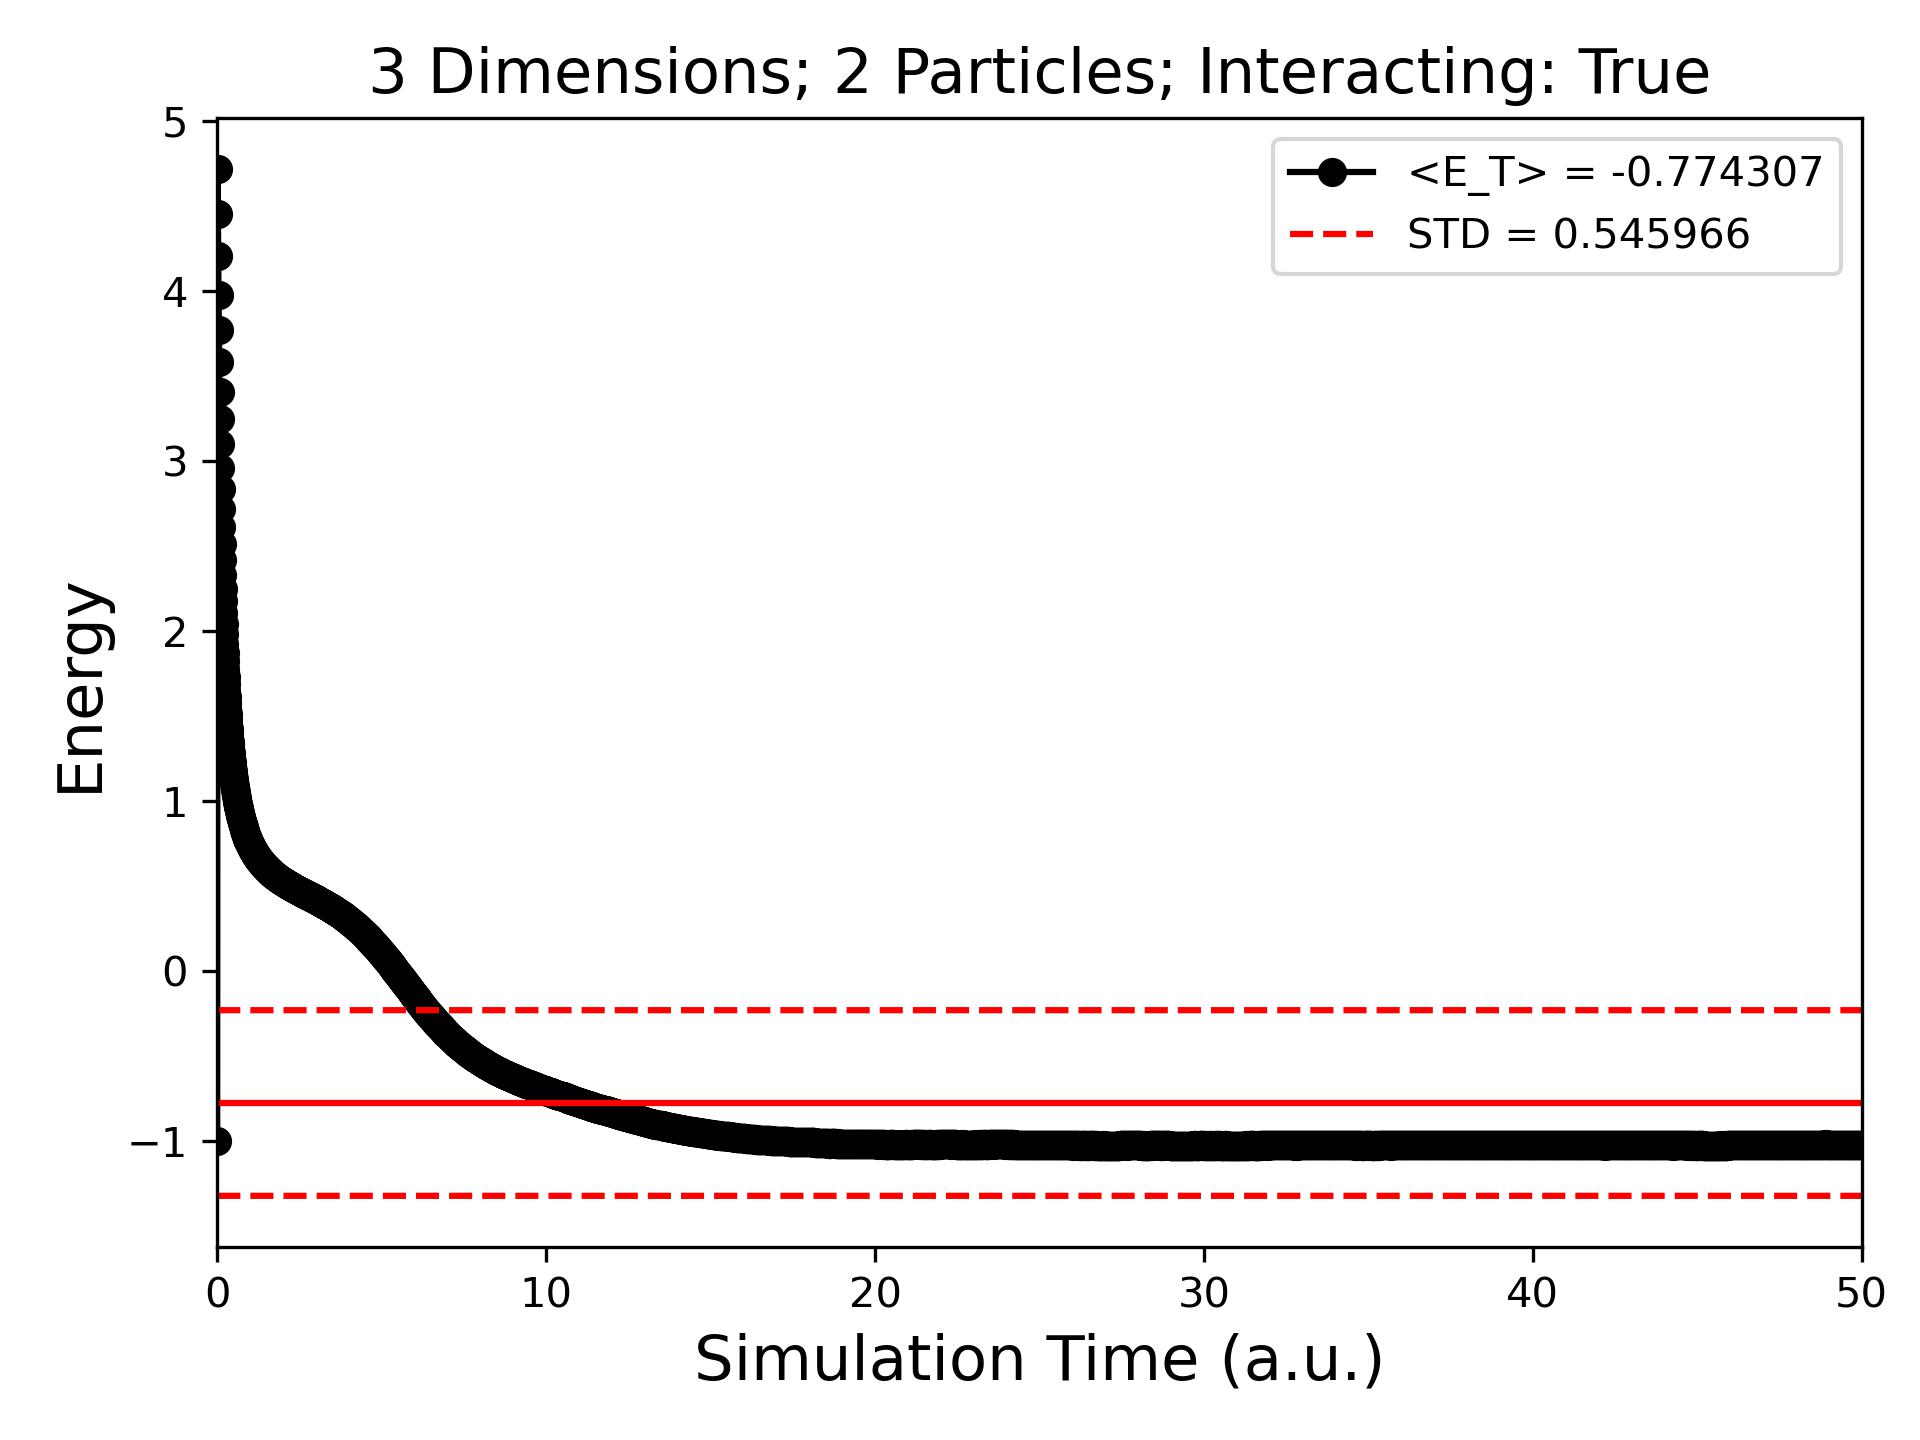 3 Dimensions; 2 Particles; Interacting: True
<E_T> = -0.774307
STD = 0.545966
Energy
5
4
3
2
1
0
−1
0 10 20 30 40 50
Simulation Time (a.u.)